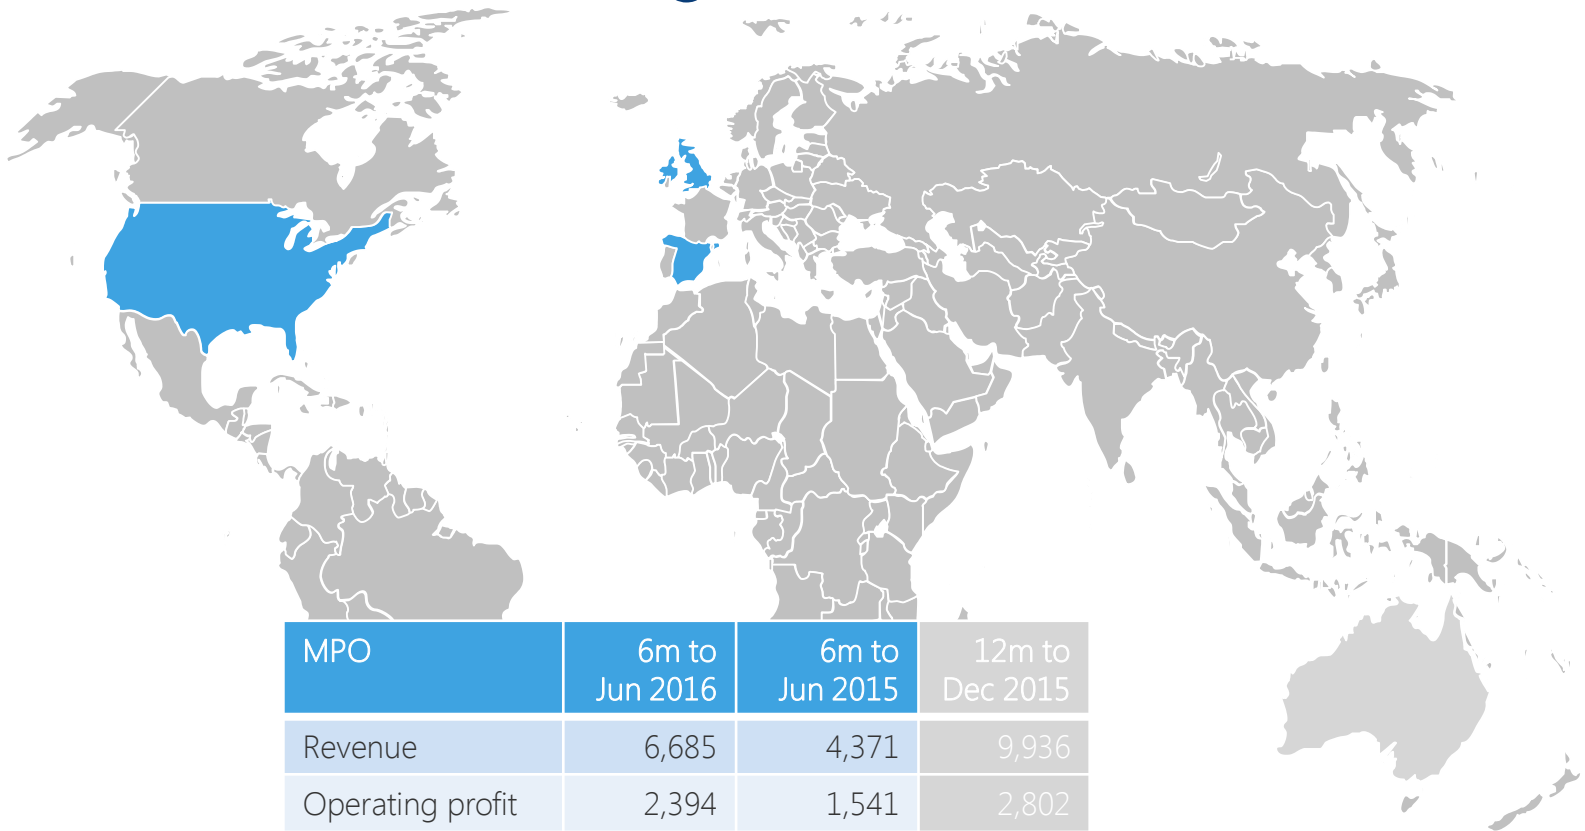 MPO 6m to Jun 2016 6m to Jun 2015 12m to Dec 2015
Revenue 6,685 4,371 9,936
Operating profit 2,394 1,541 2,802